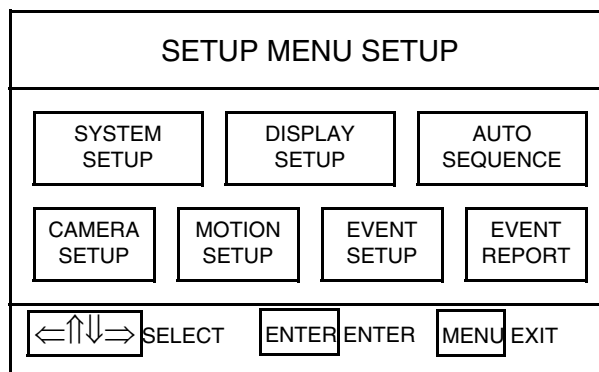 SETUP MENU SETUP
SYSTEM SETUP
DISPLAY SETUP
AUTO SEQUENCE
CAMERA SETUP
MOTION SETUP
EVENT SETUP
EVENT REPORT
⇐⇑⇓⇒ SELECT ENTER ENTER MENU EXIT